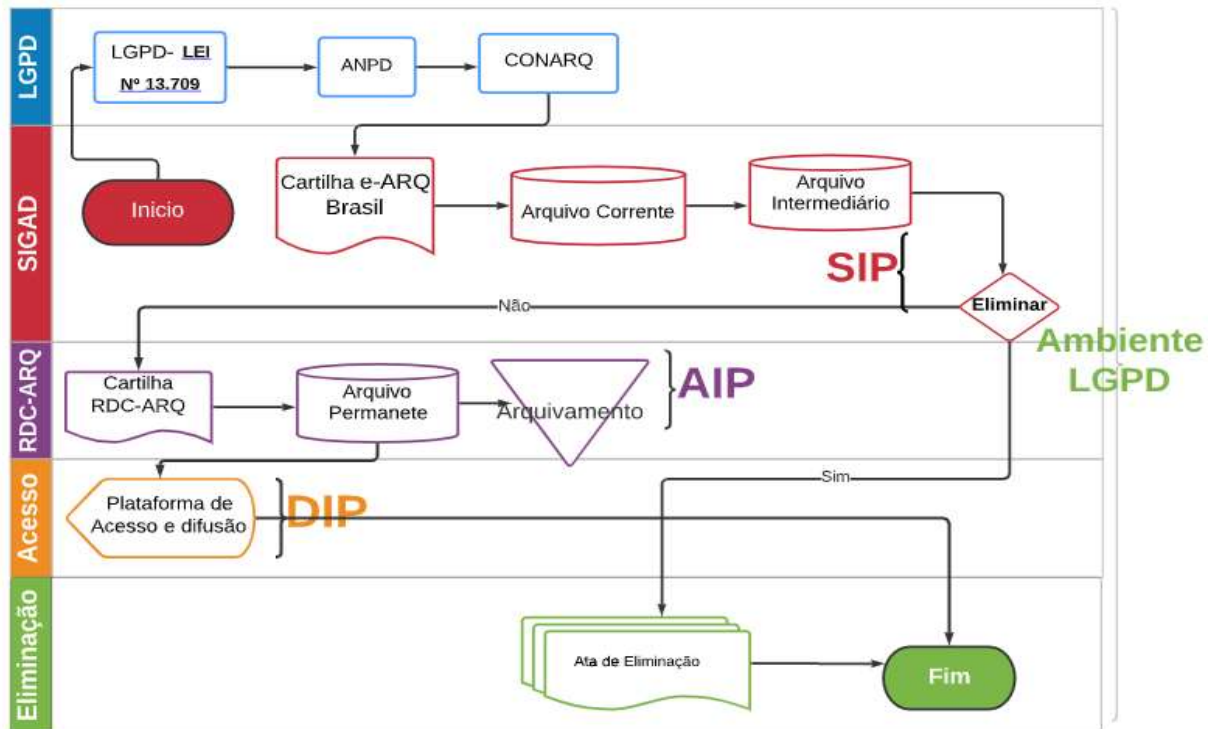 LGPD
LGPD- LEI
Nº 13.709
ANPD
CONARQ
SIGAD
Inicio
Cartilha e-ARQ
Brasil
Arquivo Corrente
Arquivo
Intermediário
SIP
Eliminar
Não
Ambiente
LGPD
RDC-ARQ
Cartilha
RDC-ARQ
Arquivo
Permanete
Arquivamento
AIP
Sim
Acesso
Plataforma de
Acesso e difusão
DIP
Eliminação
Ata de Eliminação
Fim